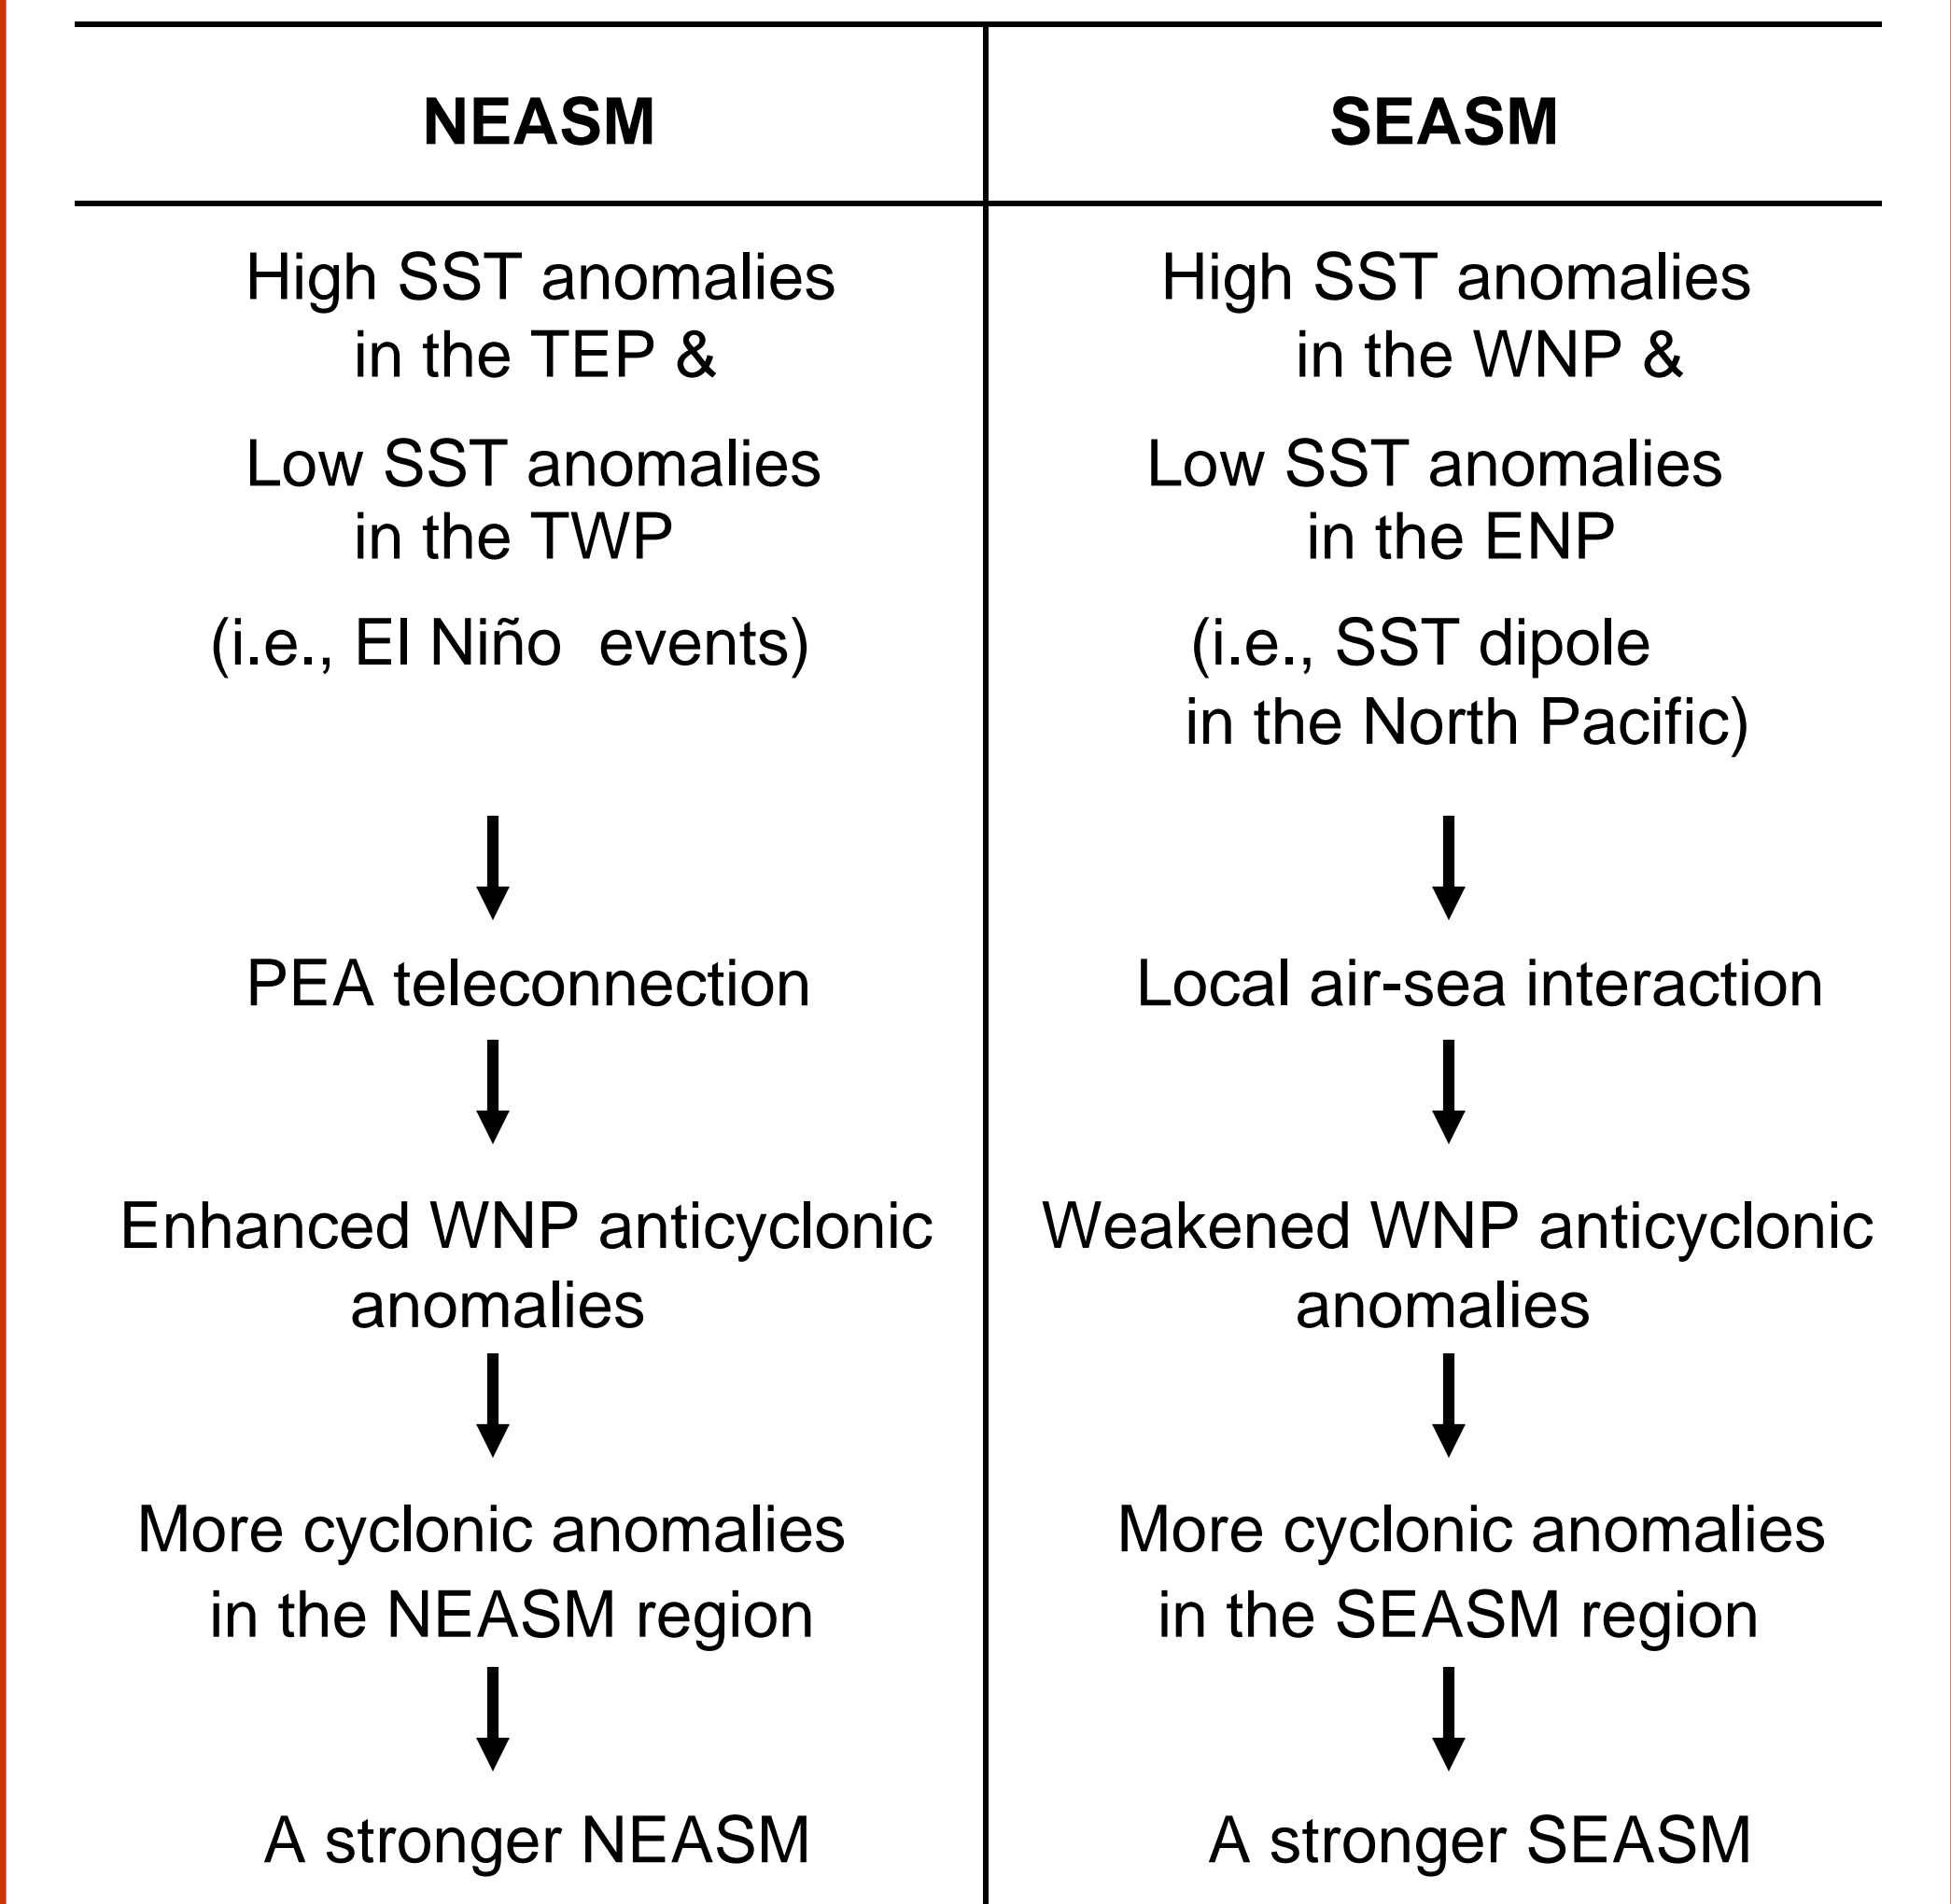 NEASM
High SST anomalies
in the TEP &
Low SST anomalies
in the TWP
(i.e., El Niño  events)
PEA teleconnection
Enhanced WNP anticyclonic
anomalies
More cyclonic anomalies
in the NEASM region
A stronger NEASM
SEASM
High SST anomalies
in the WNP &
Low SST anomalies
in the ENP
(i.e., SST dipole
in the North Pacific)
Local air-sea interaction
Weakened WNP anticyclonic
anomalies
More cyclonic anomalies
in the SEASM region
A stronger SEASM